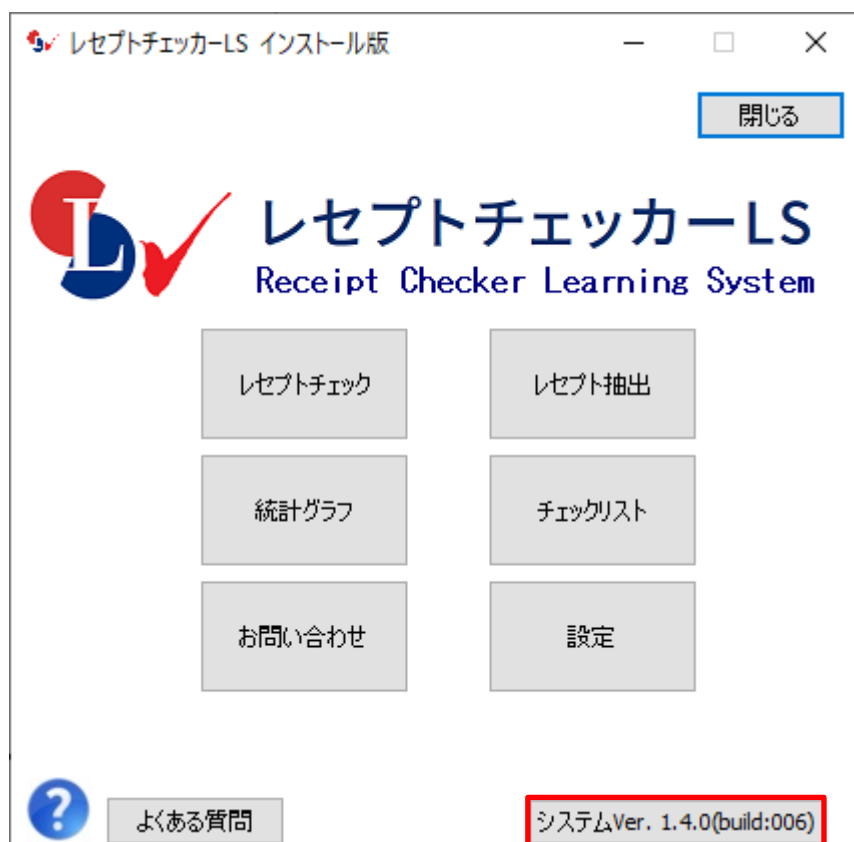 レセプトチェッカーLS インストール版
閉じる
L
レセプトチェッカーLS
Receipt Checker Learning System
レセプトチェック
レセプト抽出
統計グラフ
チェックリスト
お問い合わせ
設定
?
よくある質問
システムVer. 1.4.0(build:006)